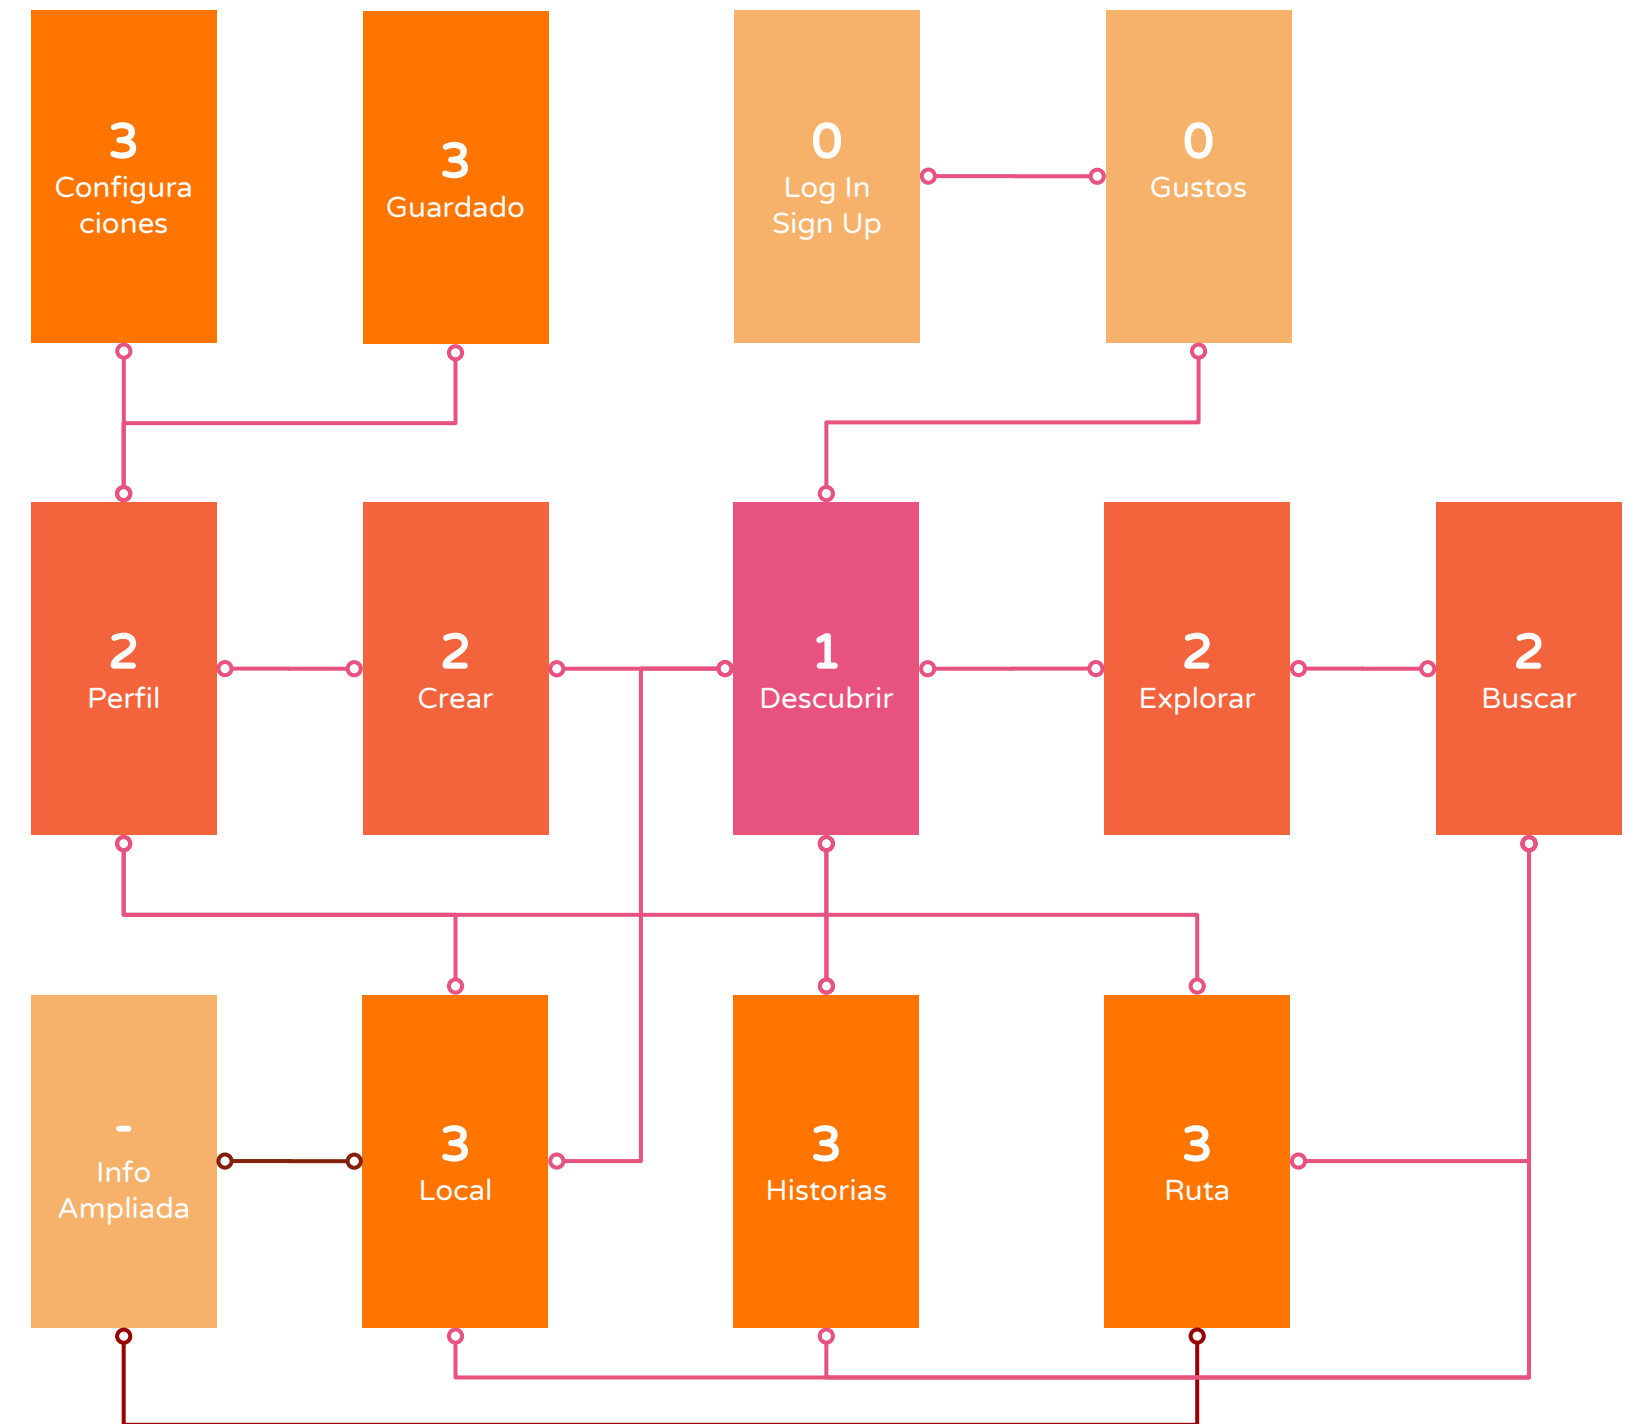 3
Configura
ciones
3
Guardado
0
Log In
Sign Up
0
Gustos
2
Perfil
2
Crear
1
Descubrir
2
Explorar
2
Buscar
-
Info
Ampliada
3
Local
3
Historias
3
Ruta